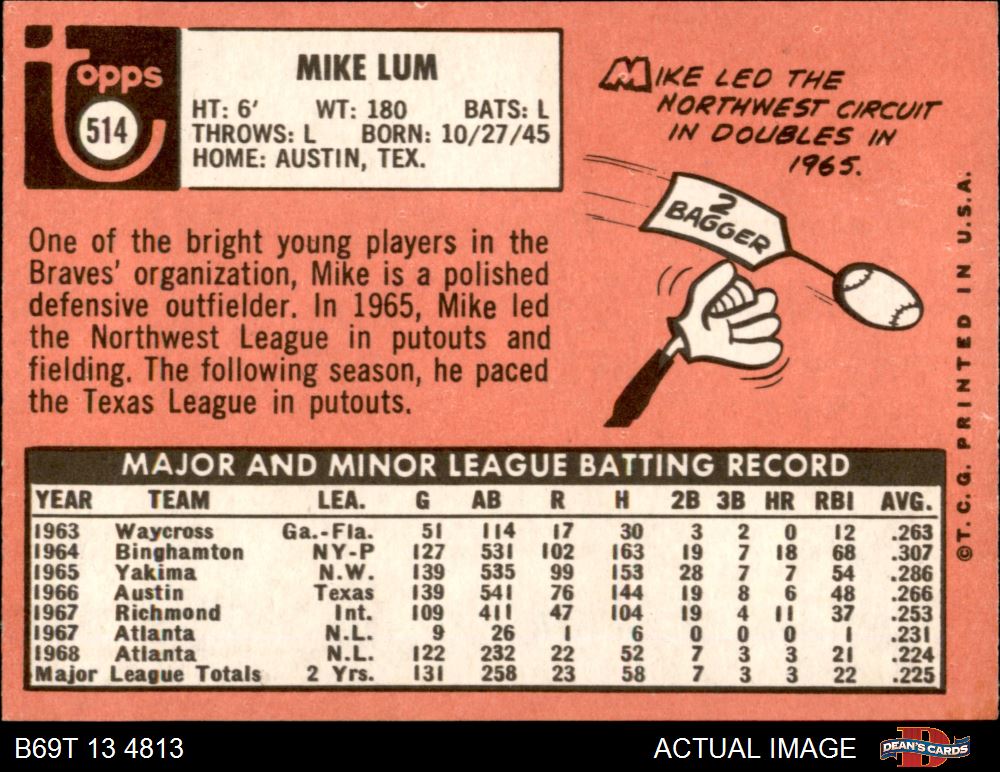 Topps
514
MIKE LUM
HT: 6' WT: 180 BATS: L
THROWS: L BORN: 10/27/45
HOME: AUSTIN, TEX.
MIKE LED THE
NORTHWEST CIRCUIT
IN DOUBLES IN
1965.
2
BAGGER
One of the bright young players in the
Braves' organization, Mike is a polished
defensive outfielder. In 1965, Mike led
the Northwest League in putouts and
fielding. The following season, he paced
the Texas League in putouts.
MAJOR AND MINOR LEAGUE BATTING RECORD
YEAR TEAM LEA. G AB R H 2B 3B HR RBI AVG.
1963 Waycross Ga.-Fla. 51 114 17 30 3 2 0 12 .263
1964 Binghamton NY-P 127 531 102 163 19 7 18 68 .307
1965 Yakima N.W. 139 535 99 153 28 7 7 54 .286
1966 Austin Texas 139 541 76 144 19 8 6 48 .266
1967 Richmond Int. 109 411 47 104 19 4 11 37 .253
1967 Atlanta N.L. 9 26 1 6 0 0 0 1 .231
1968 Atlanta N.L. 122 232 22 52 7 3 3 21 .224
Major League Totals 2 Yrs. 131 258 23 58 7 3 3 22 .225
©T. C. G. PRINTED IN U.S.A.
B69T 13 4813 ACTUAL IMAGE
D
DEAN'S CARDS